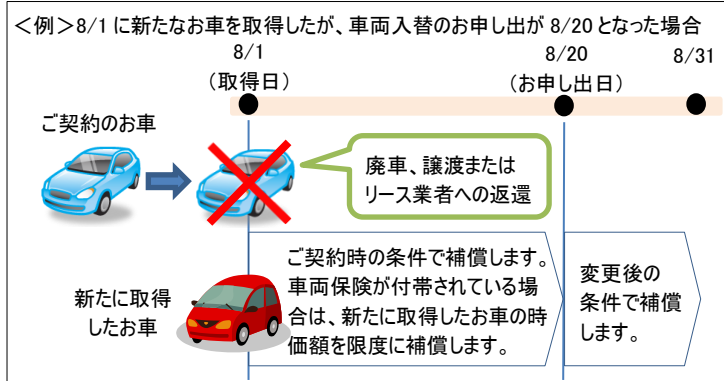 ＜例＞8/1 に新たなお車を取得したが、車両入替のお申し出が 8/20 となった場合
8/1
8/20
8/31
（取得日）
（お申し出日）
ご契約のお車
廃車、譲渡または
リース業者への返還
新たに取得
したお車
ご契約時の条件で補償します。
車両保険が付帯されている場
合は、新たに取得したお車の時
価額を限度に補償します。
変更後の
条件で補償
します。